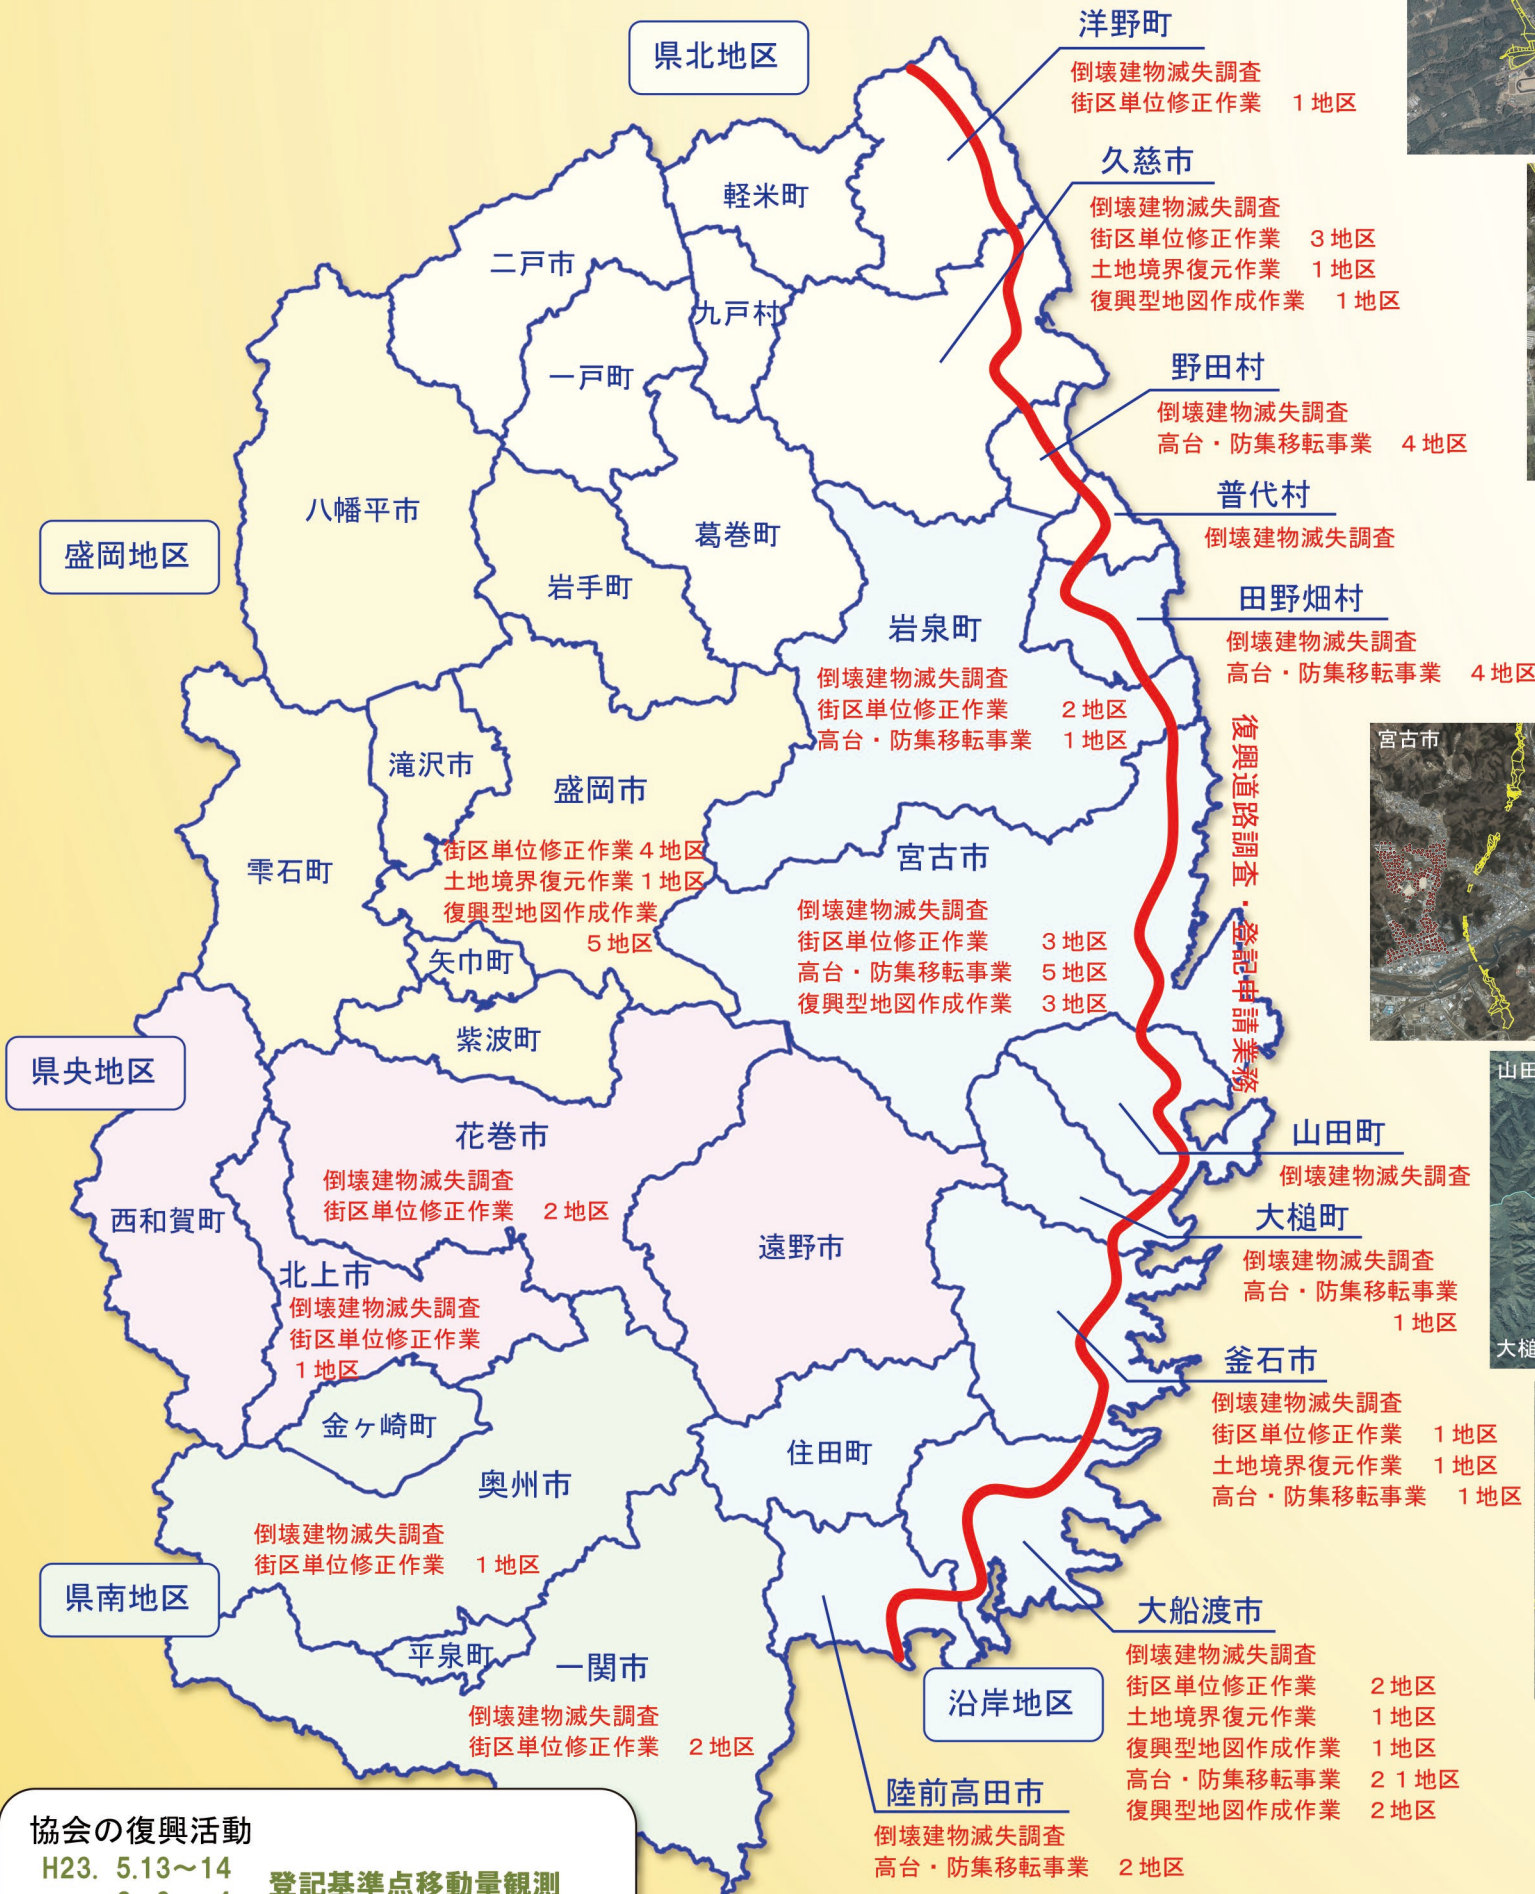 県北地区
洋野町
倒壊建物滅失調査
街区単位修正作業　１地区
久慈市
倒壊建物滅失調査
街区単位修正作業　３地区
土地境界復元作業　１地区
復興型地図作成作業　１地区
軽米町
二戸市
九戸村
一戸町
野田村
倒壊建物滅失調査
高台・防集移転事業　４地区
普代村
倒壊建物滅失調査
盛岡地区
八幡平市
葛巻町
岩手町
田野畑村
倒壊建物滅失調査
高台・防集移転事業　４地区
岩泉町
倒壊建物滅失調査
街区単位修正作業　２地区
高台・防集移転事業　１地区
復興道路調査・登記申請業務
宮古市
滝沢市
盛岡市
街区単位修正作業４地区
土地境界復元作業１地区
復興型地図作成作業
５地区
雫石町
宮古市
倒壊建物滅失調査
街区単位修正作業　３地区
高台・防集移転事業　５地区
復興型地図作成作業　３地区
矢巾町
紫波町
県央地区
山田
花巻市
倒壊建物滅失調査
街区単位修正作業　２地区
山田町
倒壊建物滅失調査
西和賀町
遠野市
大槌町
倒壊建物滅失調査
高台・防集移転事業
１地区
北上市
倒壊建物滅失調査
街区単位修正作業
１地区
大槌
釜石市
倒壊建物滅失調査
街区単位修正作業　１地区
土地境界復元作業　１地区
高台・防集移転事業　１地区
金ヶ崎町
住田町
奥州市
倒壊建物滅失調査
街区単位修正作業　１地区
県南地区
平泉町
一関市
倒壊建物滅失調査
街区単位修正作業　２地区
大船渡市
倒壊建物滅失調査
街区単位修正作業　２地区
土地境界復元作業　１地区
復興型地図作成作業　１地区
高台・防集移転事業　２１地区
復興型地図作成作業　２地区
沿岸地区
陸前高田市
倒壊建物滅失調査
高台・防集移転事業　２地区
協会の復興活動
H23. 5.13～14
登記基準点移動量観測